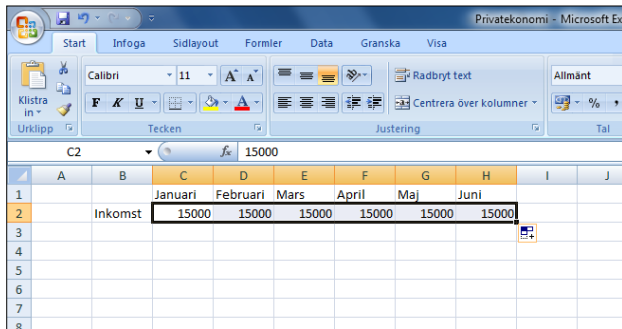 Privatekonomi - Microsoft Ex
Start Infoga Sidlayout Formler Data Granska Visa
Calibri 11 A A Radbryt text Allmänt
Klistra in F K U A Centrera över kolumner % ,
Urklipp Tecken Justering Tal
C2 fx 15000
A B C D E F G H I J
1 Januari Februari Mars April Maj Juni
2 Inkomst 15000 15000 15000 15000 15000 15000
3
4
5
6
7
8